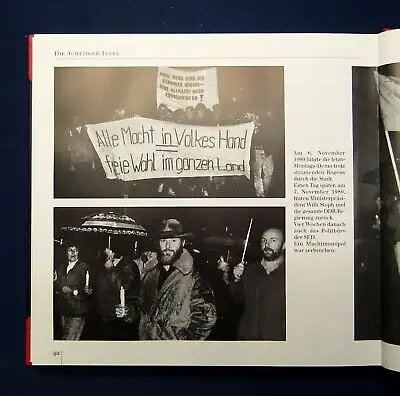 Die Achtziger Jahre
Alle Macht in Volkes Hand
freie Wahl im ganzen Land
Am 6. November
1989 führte die letzte
Montags-Demo trotz
strömenden Regens
durch die Stadt.
Einen Tag später, am
7. November 1989,
traten Ministerpräsi-
dent Willi Stoph und
die gesamte DDR-Re-
gierung zurück.
Vier Wochen danach
auch das Politbüro
der SED.
Ein Machtmonopol
war zerbrochen.